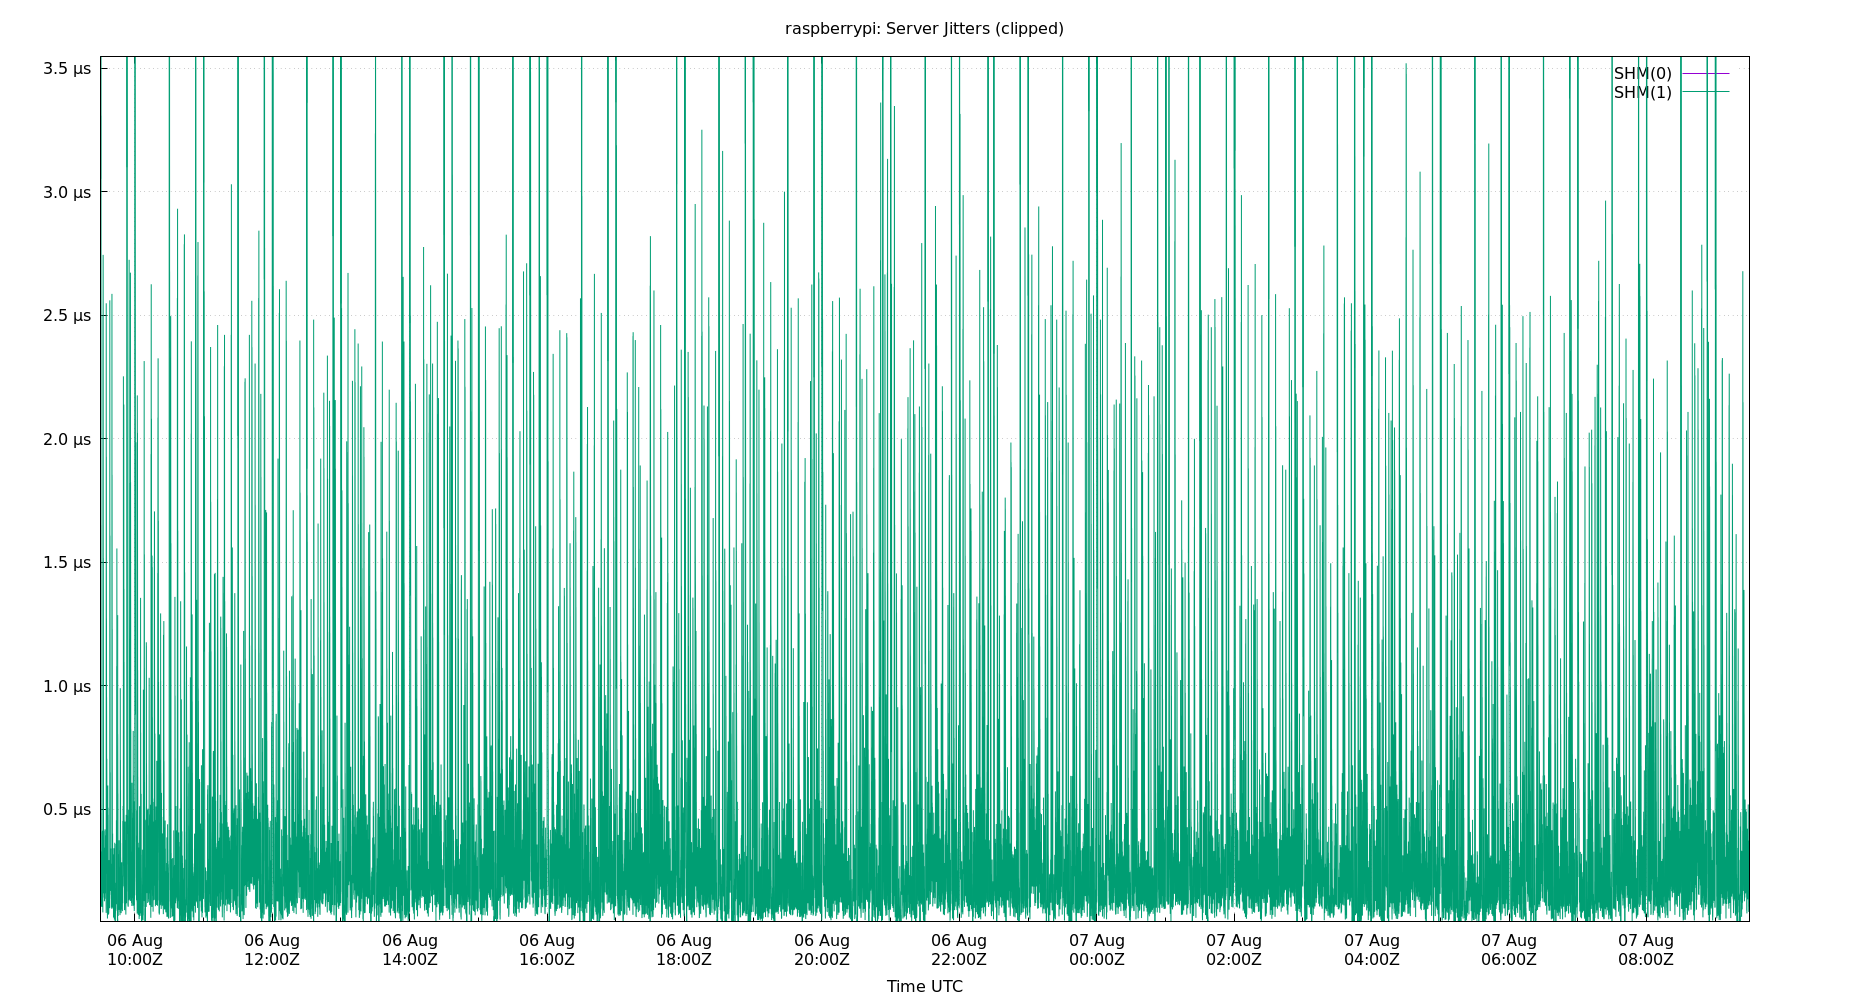 raspberrypi: Server Jitters (clipped)
3.5 µs
3.0 µs
2.5 µs
2.0 µs
1.5 µs
1.0 µs
0.5 µs
SHM(0)
SHM(1)
06 Aug 06 Aug 06 Aug 06 Aug 06 Aug 06 Aug 06 Aug 07 Aug 07 Aug 07 Aug 07 Aug 07 Aug
10:00Z 12:00Z 14:00Z 16:00Z 18:00Z 20:00Z 22:00Z 00:00Z 02:00Z 04:00Z 06:00Z 08:00Z
Time UTC